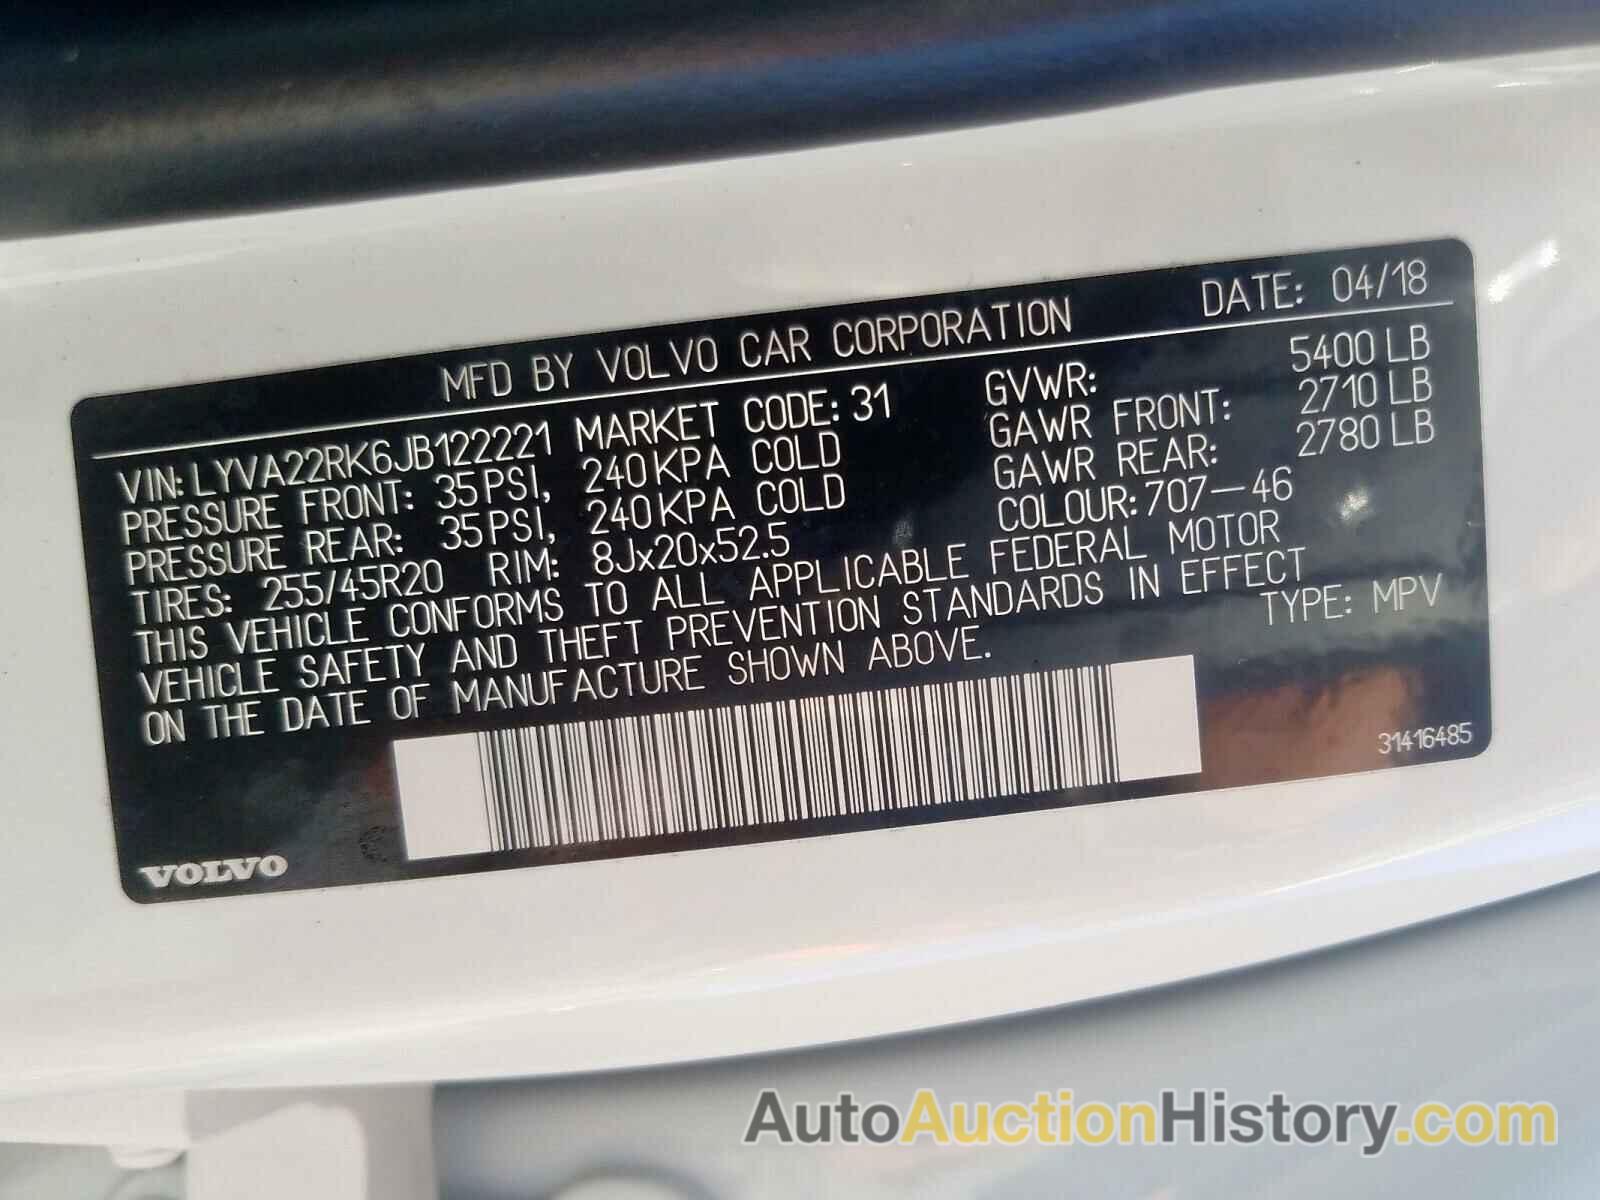 MFD BY VOLVO CAR CORPORATION DATE: 04/18
VIN: LYVA22RK6JB122221 MARKET CODE: 31 GVWR: 5400 LB
PRESSURE FRONT: 35 PSI, 240 KPA COLD GAWR FRONT: 2710 LB
PRESSURE REAR: 35 PSI, 240 KPA COLD GAWR REAR: 2780 LB
TIRES: 255/45R20 RIM: 8Jx20x52.5 COLOUR: 707-46
THIS VEHICLE CONFORMS TO ALL APPLICABLE FEDERAL MOTOR
VEHICLE SAFETY AND THEFT PREVENTION STANDARDS IN EFFECT
ON THE DATE OF MANUFACTURE SHOWN ABOVE. TYPE: MPV
31416485
VOLVO
AutoAuctionHistory.com